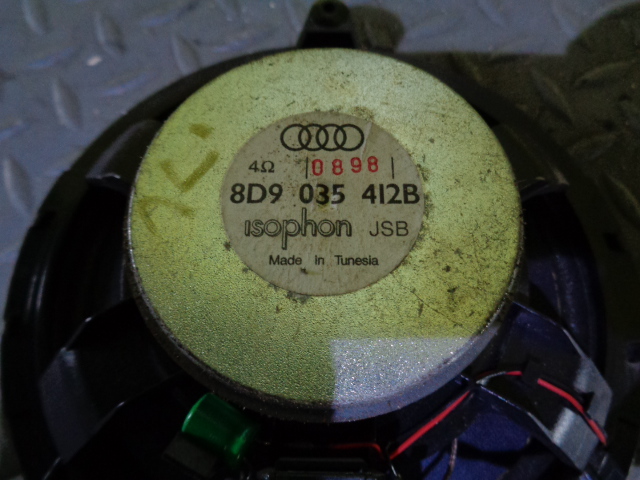 4Ω 0898
8D9 035 412B
isophon JSB
Made In Tunesia